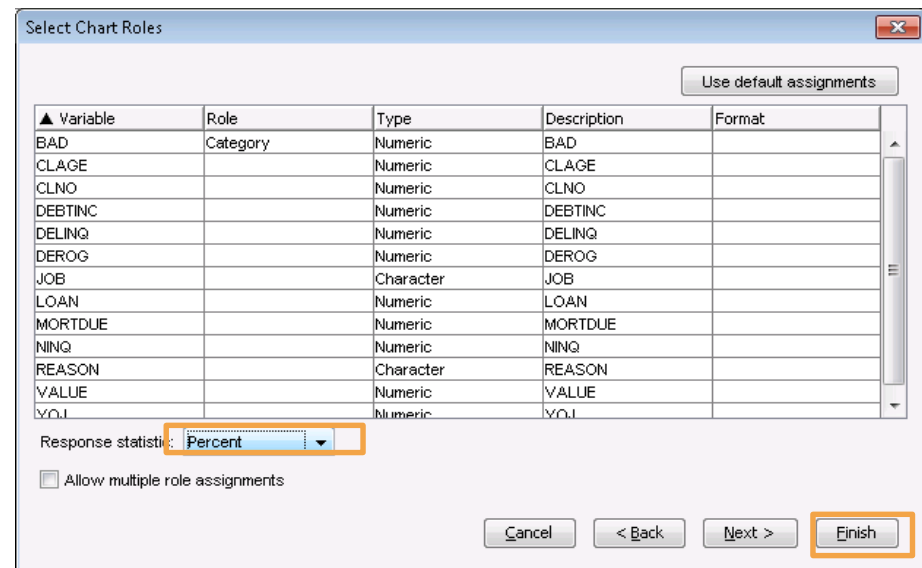 Select Chart Roles
Use default assignments
▲ Variable Role Type Description Format
BAD Category Numeric BAD
CLAGE Numeric CLAGE
CLNO Numeric CLNO
DEBTINC Numeric DEBTINC
DELINQ Numeric DELINQ
DEROG Numeric DEROG
JOB Character JOB
LOAN Numeric LOAN
MORTDUE Numeric MORTDUE
NINQ Numeric NINQ
REASON Character REASON
VALUE Numeric VALUE
YOJ Numeric YOJ
Response statistic: Percent
Allow multiple role assignments
Cancel < Back Next > Finish